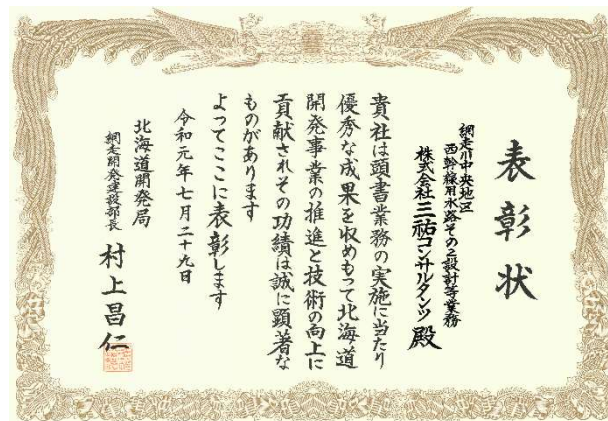 表彰状
網走川中央地区
西幹線用水路その2設計等業務
株式会社三祐コンサルタンツ殿
貴社は頭書業務の実施に当たり
優秀な成果を収めもって北海道
開発事業の推進と技術の向上に
貢献されその功績は誠に顕著な
ものがあります
よってここに表彰します
令和元年七月二十九日
北海道開発局
網走開発建設部長
村上昌仁